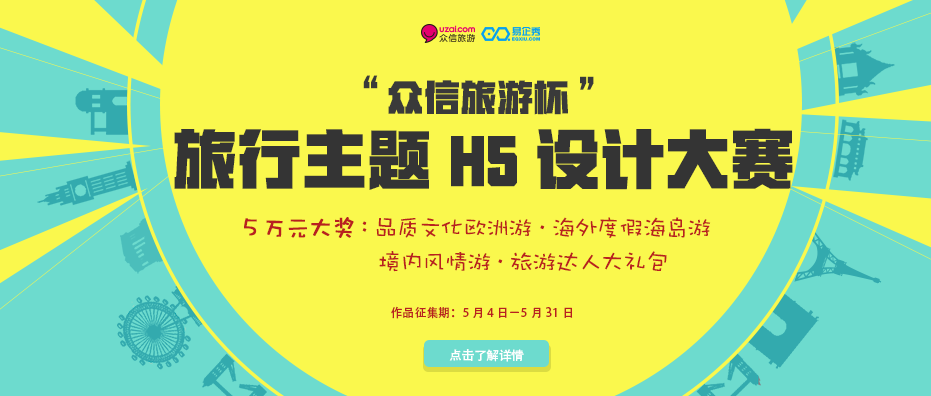 uzai.com 易企秀
众信旅游 EQXIU.COM
“众信旅游杯”
旅行主题 H5 设计大赛
5万元大奖：品质文化欧洲游·海外度假海岛游
境内风情游·旅游达人大礼包
作品征集期：5月4日—5月31日
点击了解详情